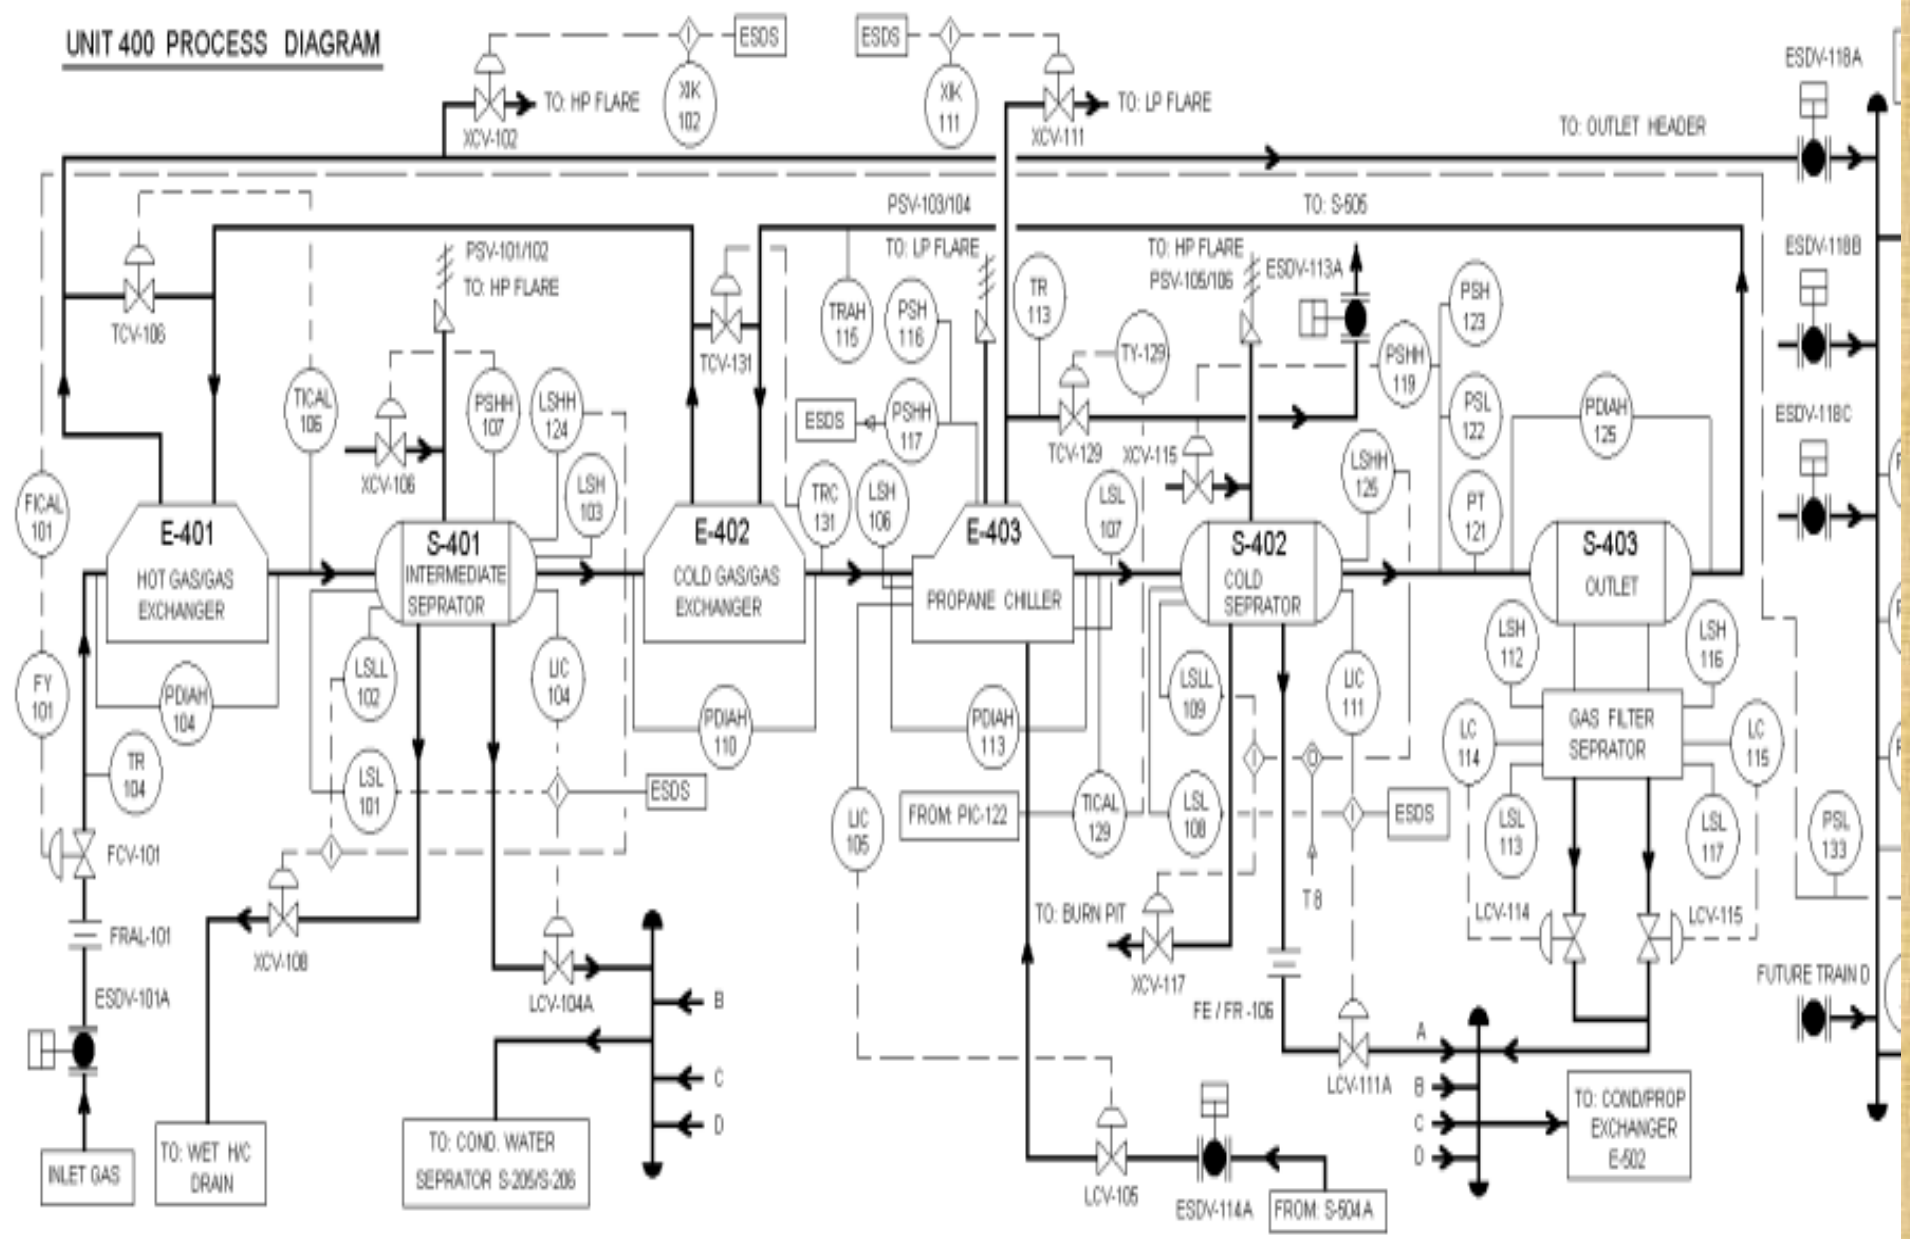 UNIT 400 PROCESS DIAGRAM
ESDS
ESDS
XIK
102
XIK
111
TO: HP FLARE
TO: LP FLARE
XCV-102
XCV-111
ESDV-118A
TO: OUTLET HEADER
PSV-103/104
TO: S-505
TO: LP FLARE
PSV-101/102
TO: HP FLARE
TO: HP FLARE
PSV-105/106
ESDV-113A
ESDV-118B
TCV-106
TCV-131
TRAH
115
PSH
116
TR
113
TY-129
PSH
123
PSHH
119
TICAL
106
PSHH
107
LSHH
124
ESDS
PSHH
117
PSL
122
PDIAH
125
ESDV-118C
XCV-106
TCV-129
XCV-115
LSHH
125
FICAL
101
LSH
103
TRC
131
LSH
106
LSL
107
PT
121
E-401
HOT GAS/GAS
EXCHANGER
S-401
INTERMEDIATE
SEPRATOR
E-402
COLD GAS/GAS
EXCHANGER
E-403
PROPANE CHILLER
S-402
COLD
SEPRATOR
S-403
OUTLET
LSH
112
LSH
116
FY
101
PDIAH
104
LSLL
102
LIC
104
PDIAH
110
PDIAH
113
LSLL
109
LIC
111
GAS FILTER
SEPRATOR
LC
114
LC
115
TR
104
LSL
101
ESDS
FROM: PIC-122
TICAL
129
LSL
108
ESDS
LIC
105
LSL
113
LSL
117
PSL
133
FCV-101
T8
FRAL-101
XCV-108
TO: BURN PIT
LCV-114
LCV-115
ESDV-101A
LCV-104A
XCV-117
FE / FR -106
FUTURE TRAIN D
B
C
D
A
B
C
D
LCV-111A
INLET GAS
TO: WET H/C
DRAIN
TO: COND. WATER
SEPRATOR S-205/S-206
LCV-105
ESDV-114A
FROM: S-504A
TO: COND/PROP
EXCHANGER
E-502